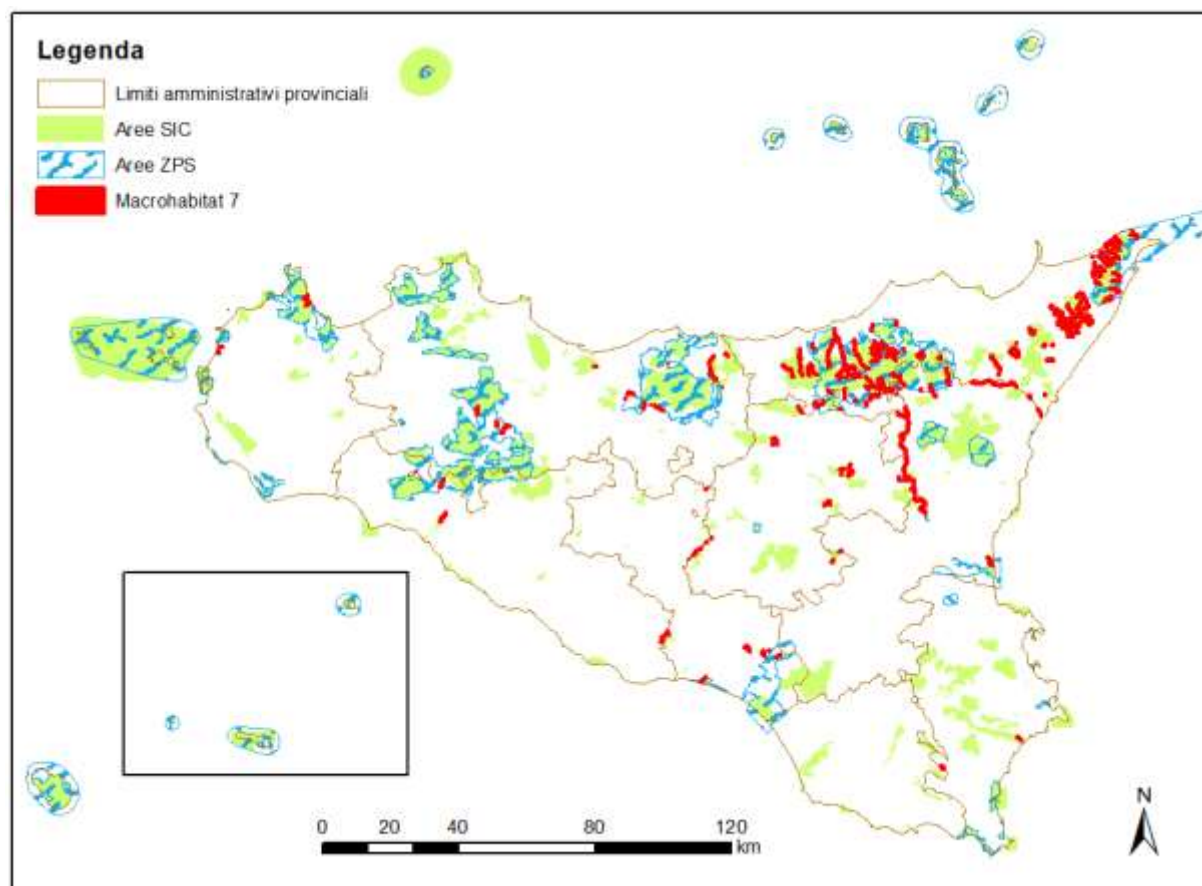 Legenda
Limiti amministrativi provinciali
Aree SIC
Aree ZPS
Macrohabitat 7
0 20 40 80 120
km
N